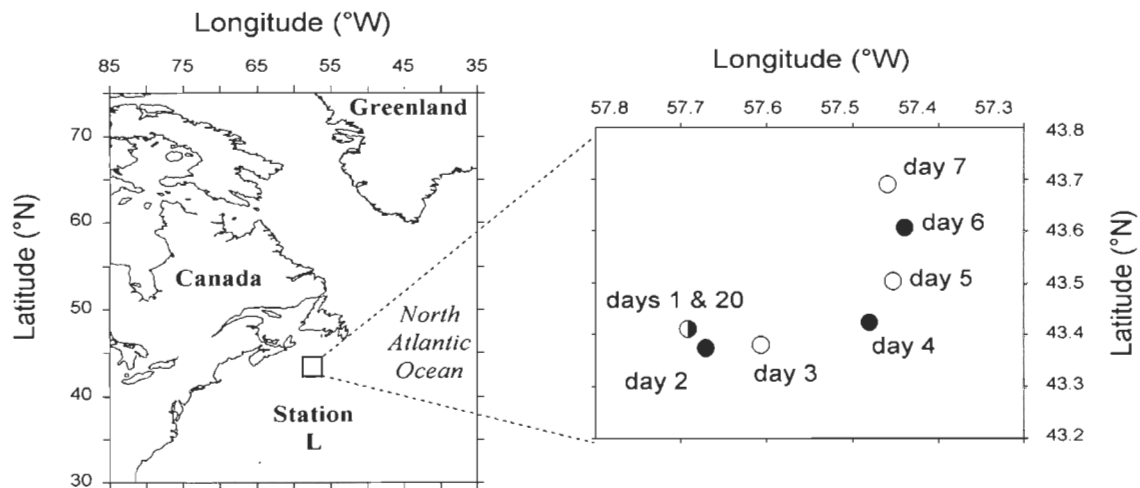 Longitude (°W)
85 75 65 55 45 35
Latitude (°N)
70
60
50
40
30
Greenland
Canada
North
Atlantic
Ocean
Station
L
Longitude (°W)
57.8 57.7 57.6 57.5 57.4 57.3
43.8
43.7
43.6
43.5
43.4
43.3
43.2
Latitude (°N)
day 7
day 6
day 5
days 1 & 20
day 4
day 2
day 3